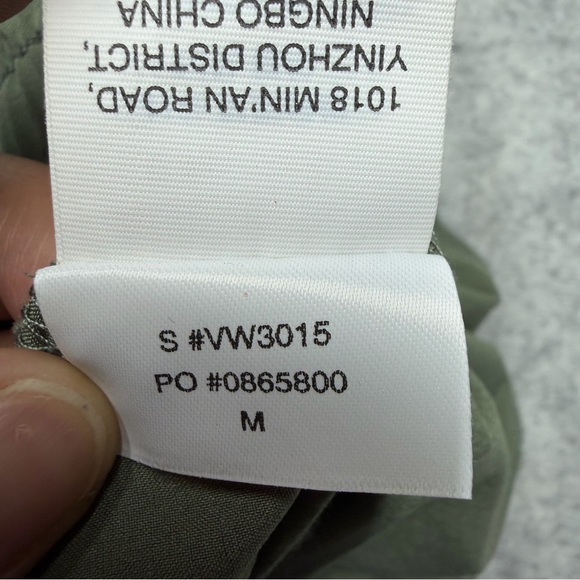 1018 MIN'AN ROAD,
YINZHOU DISTRICT,
NINGBO CHINA
S #VW3015
PO #0865800
M